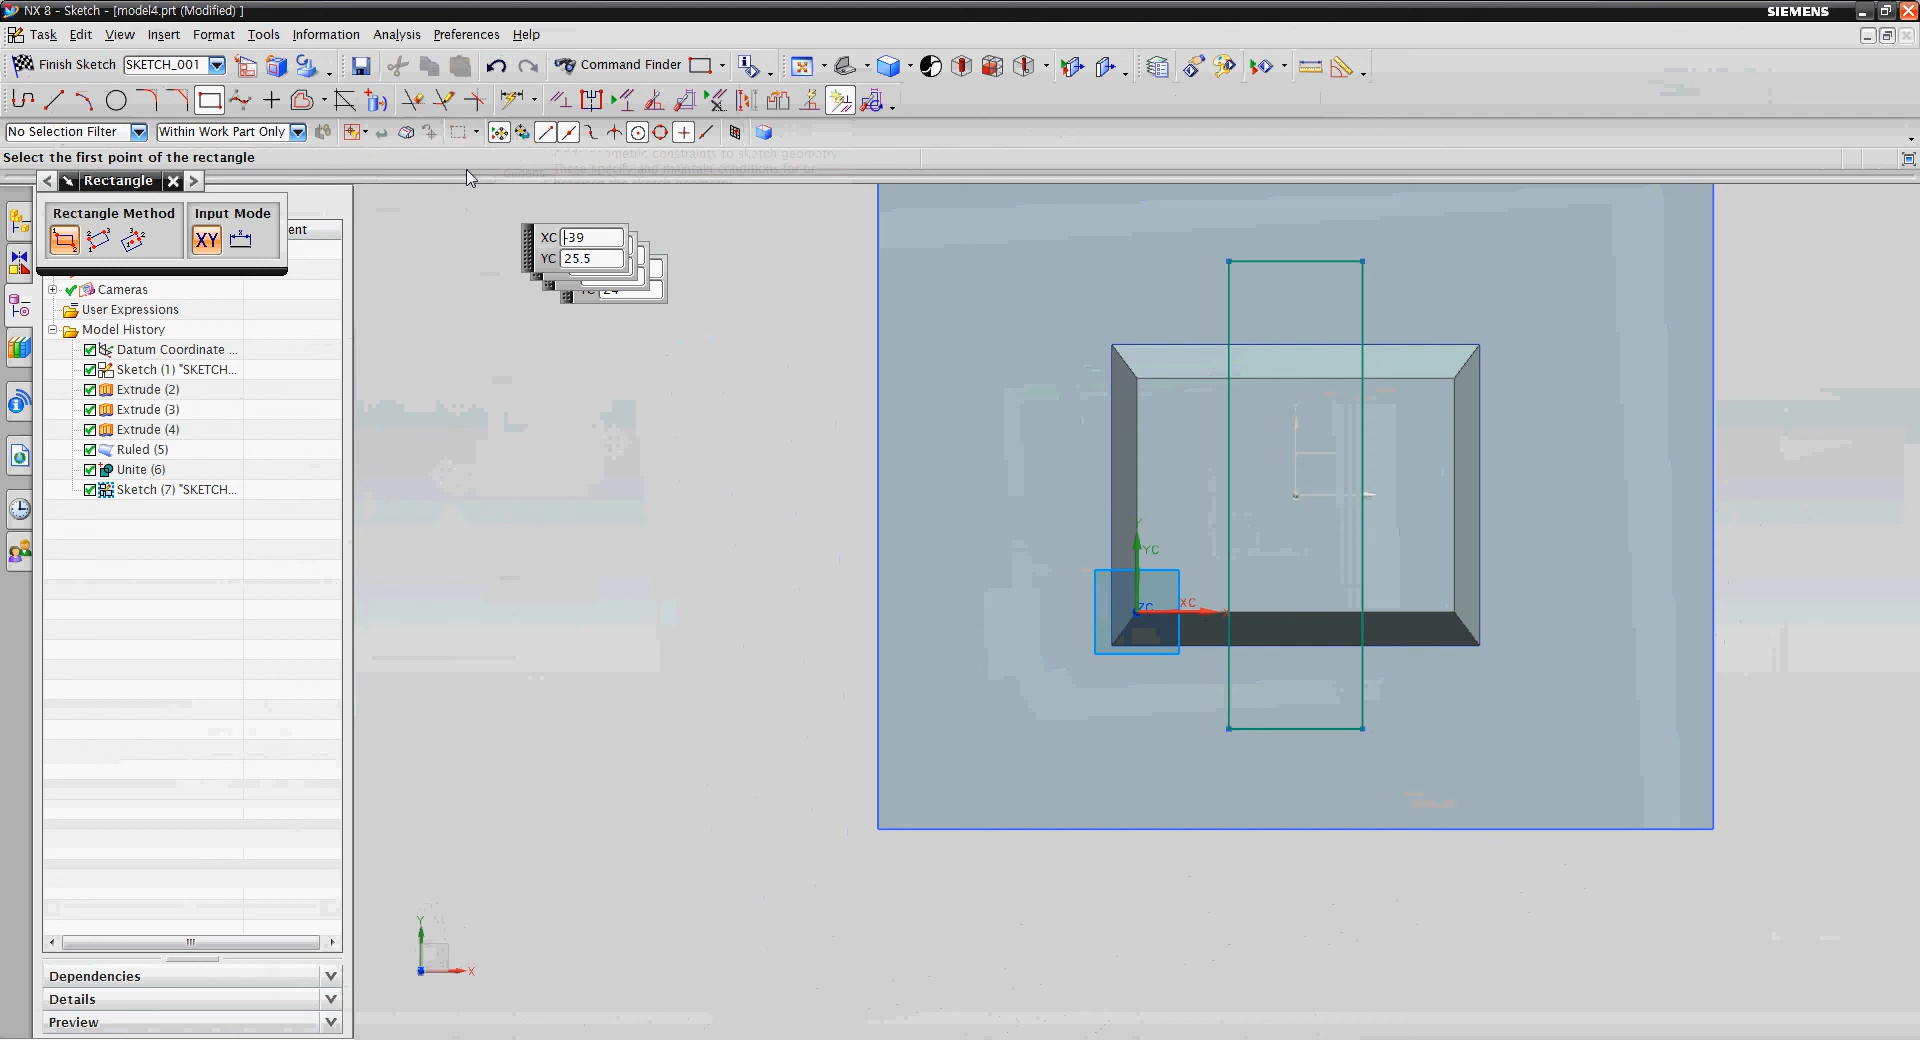 NX 8 - Sketch - [model4.prt (Modified) ]
SIEMENS
Task Edit View Insert Format Tools Information Analysis Preferences Help
Finish Sketch SKETCH_001 Command Finder
No Selection Filter Within Work Part Only
Select the first point of the rectangle
Rectangle
Rectangle Method Input Mode
XY
ent
XC -39
YC 25.5
Cameras
User Expressions
Model History
Datum Coordinate ...
Sketch (1) "SKETCH...
Extrude (2)
Extrude (3)
Extrude (4)
Ruled (5)
Unite (6)
Sketch (7) "SKETCH...
Y
YC
ZC
XC
Y
X
Dependencies
Details
Preview